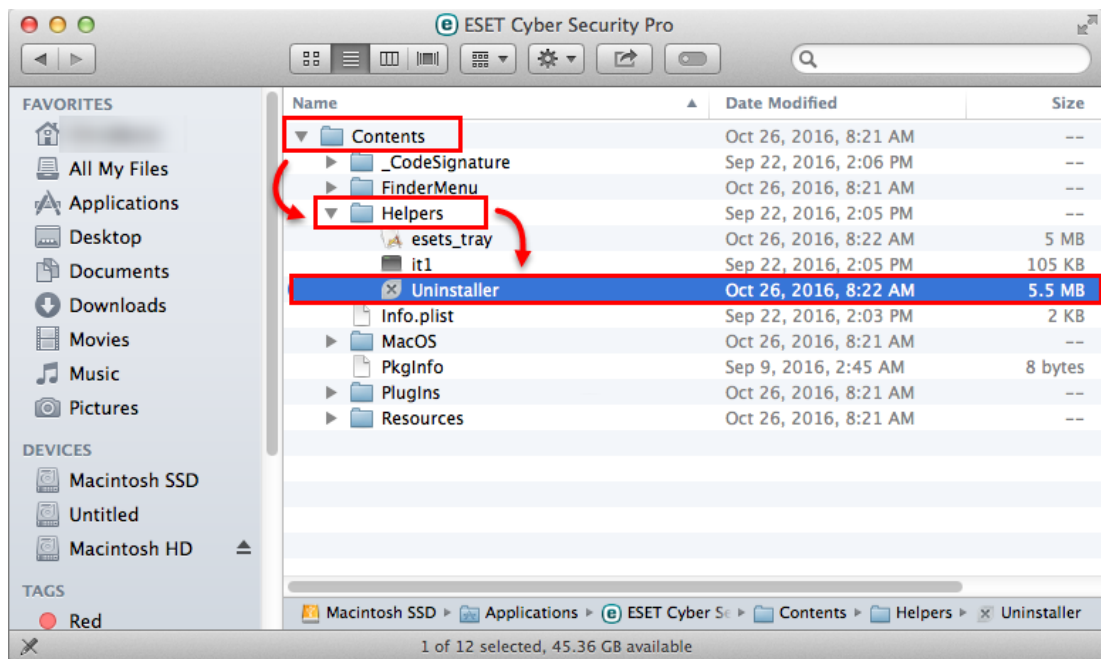 ESET Cyber Security Pro
FAVORITES
All My Files
Applications
Desktop
Documents
Downloads
Movies
Music
Pictures
DEVICES
Macintosh SSD
Untitled
Macintosh HD
TAGS
Red
Name Date Modified Size
Contents Oct 26, 2016, 8:21 AM --
_CodeSignature Sep 22, 2016, 2:06 PM --
FinderMenu Oct 26, 2016, 8:21 AM --
Helpers Sep 22, 2016, 2:05 PM --
esets_tray Oct 26, 2016, 8:22 AM 5 MB
it1 Sep 22, 2016, 2:05 PM 105 KB
Uninstaller Oct 26, 2016, 8:22 AM 5.5 MB
Info.plist Sep 22, 2016, 2:03 PM 2 KB
MacOS Oct 26, 2016, 8:21 AM --
PkgInfo Sep 9, 2016, 2:45 AM 8 bytes
PlugIns Oct 26, 2016, 8:21 AM --
Resources Oct 26, 2016, 8:21 AM --
Macintosh SSD ▸ Applications ▸ ESET Cyber Se ▸ Contents ▸ Helpers ▸ Uninstaller
1 of 12 selected, 45.36 GB available